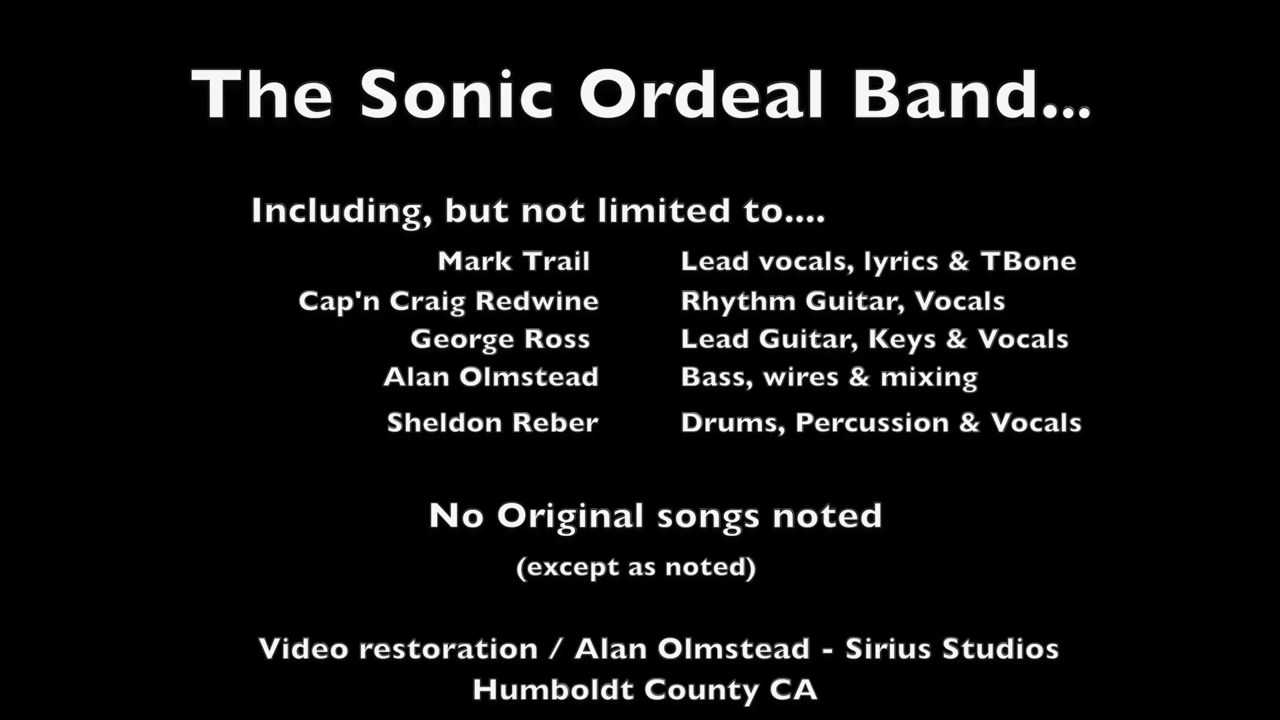 The Sonic Ordeal Band...
Including, but not limited to....
Mark Trail Lead vocals, lyrics & TBone
Cap'n Craig Redwine Rhythm Guitar, Vocals
George Ross Lead Guitar, Keys & Vocals
Alan Olmstead Bass, wires & mixing
Sheldon Reber Drums, Percussion & Vocals
No Original songs noted
(except as noted)
Video restoration / Alan Olmstead - Sirius Studios
Humboldt County CA